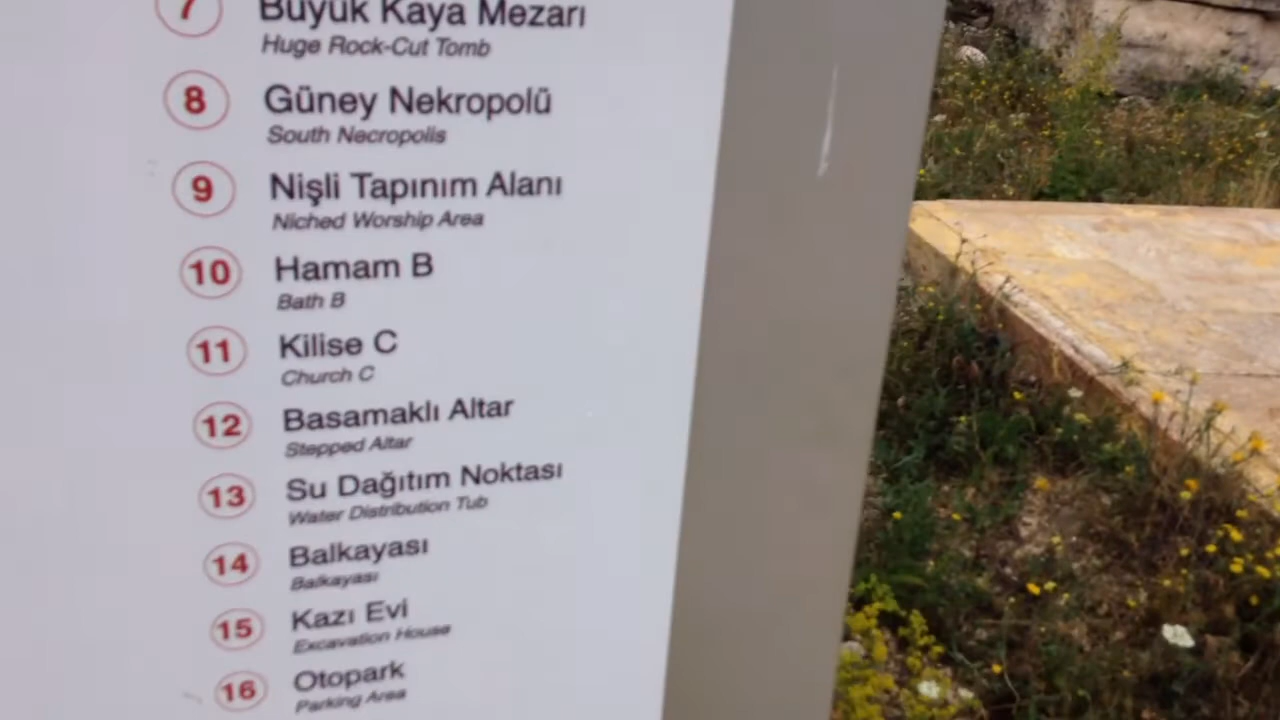 7 Büyük Kaya Mezarı
Huge Rock-Cut Tomb
8 Güney Nekropolü
South Necropolis
9 Nişli Tapınım Alanı
Niched Worship Area
10 Hamam B
Bath B
11 Kilise C
Church C
12 Basamaklı Altar
Stepped Altar
13 Su Dağıtım Noktası
Water Distribution Tub
14 Balkayası
Balkayası
15 Kazı Evi
Excavation House
16 Otopark
Parking Area